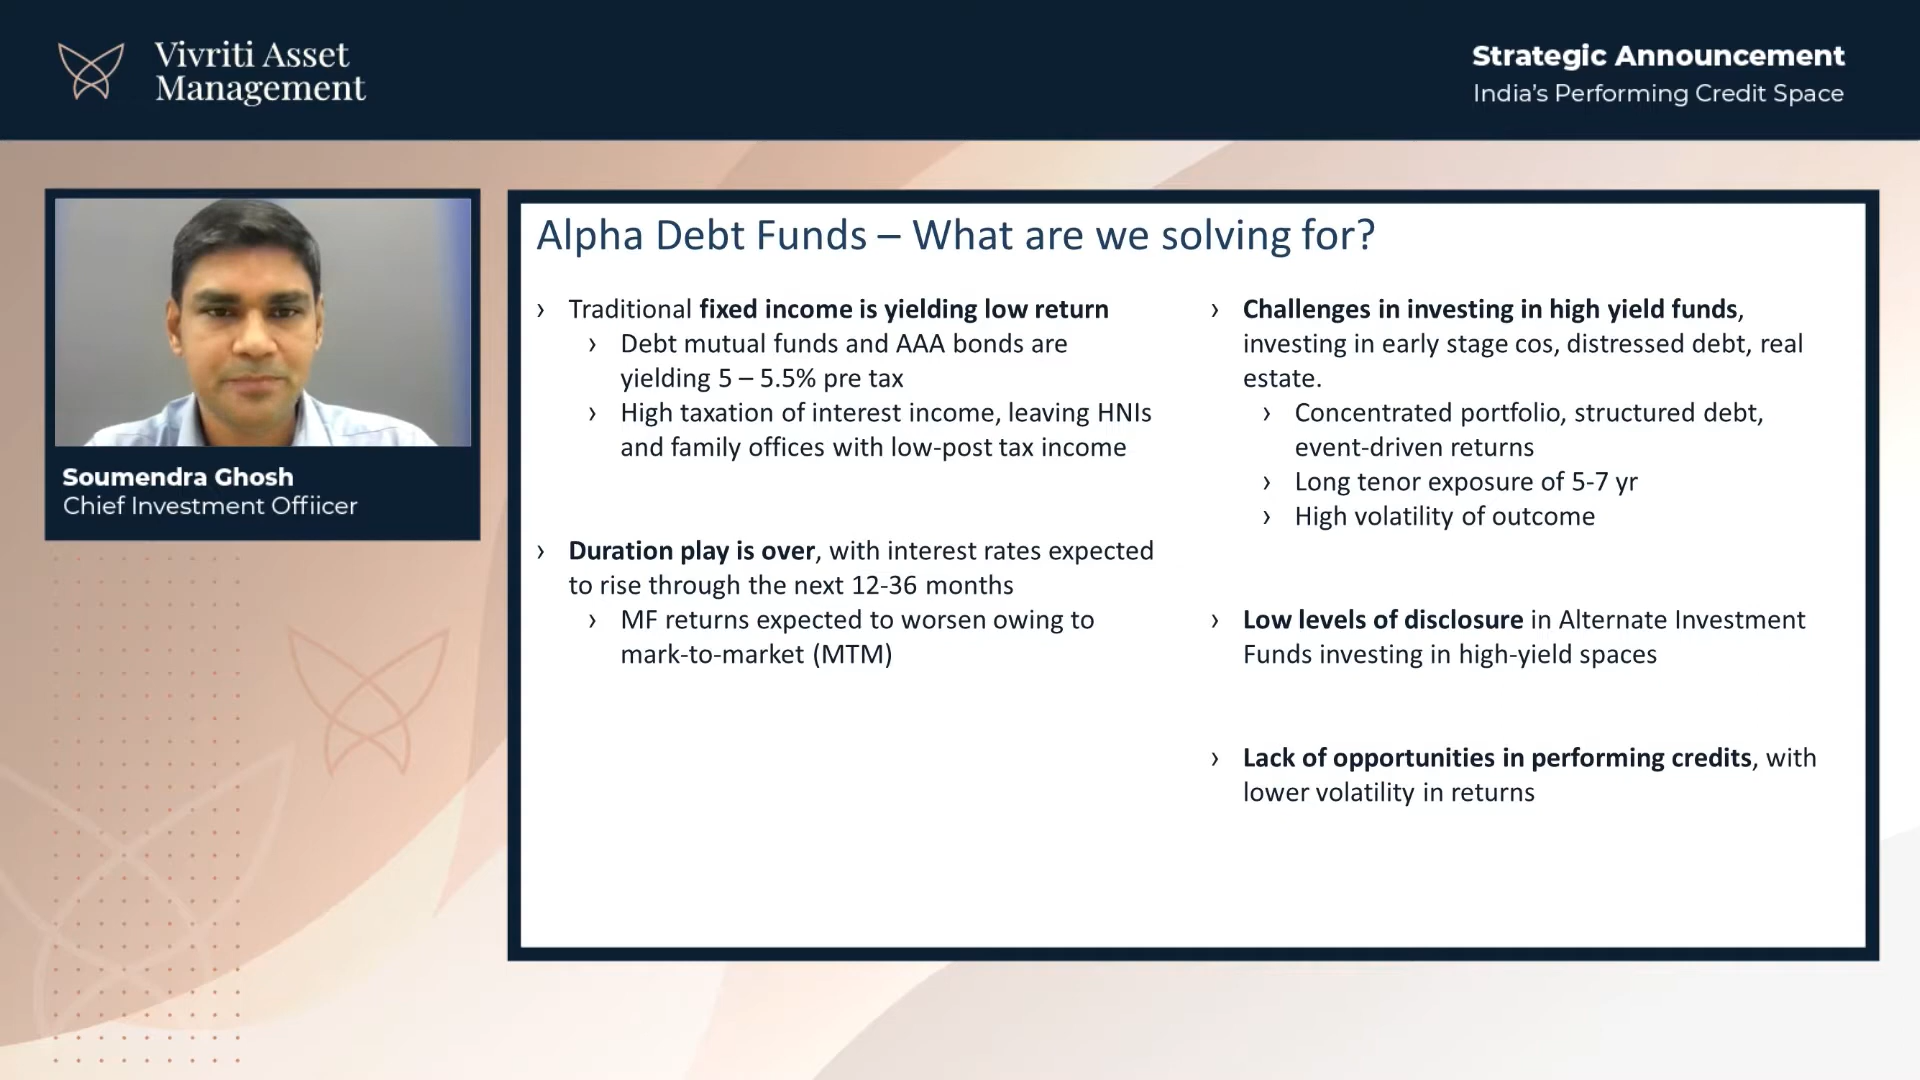 Vivriti Asset
Management
Strategic Announcement
India's Performing Credit Space
Soumendra Ghosh
Chief Investment Offiicer
Alpha Debt Funds – What are we solving for?
› Traditional fixed income is yielding low return
› Debt mutual funds and AAA bonds are
yielding 5 – 5.5% pre tax
› High taxation of interest income, leaving HNIs
and family offices with low-post tax income
› Duration play is over, with interest rates expected
to rise through the next 12-36 months
› MF returns expected to worsen owing to
mark-to-market (MTM)
› Challenges in investing in high yield funds,
investing in early stage cos, distressed debt, real
estate.
› Concentrated portfolio, structured debt,
event-driven returns
› Long tenor exposure of 5-7 yr
› High volatility of outcome
› Low levels of disclosure in Alternate Investment
Funds investing in high-yield spaces
› Lack of opportunities in performing credits, with
lower volatility in returns